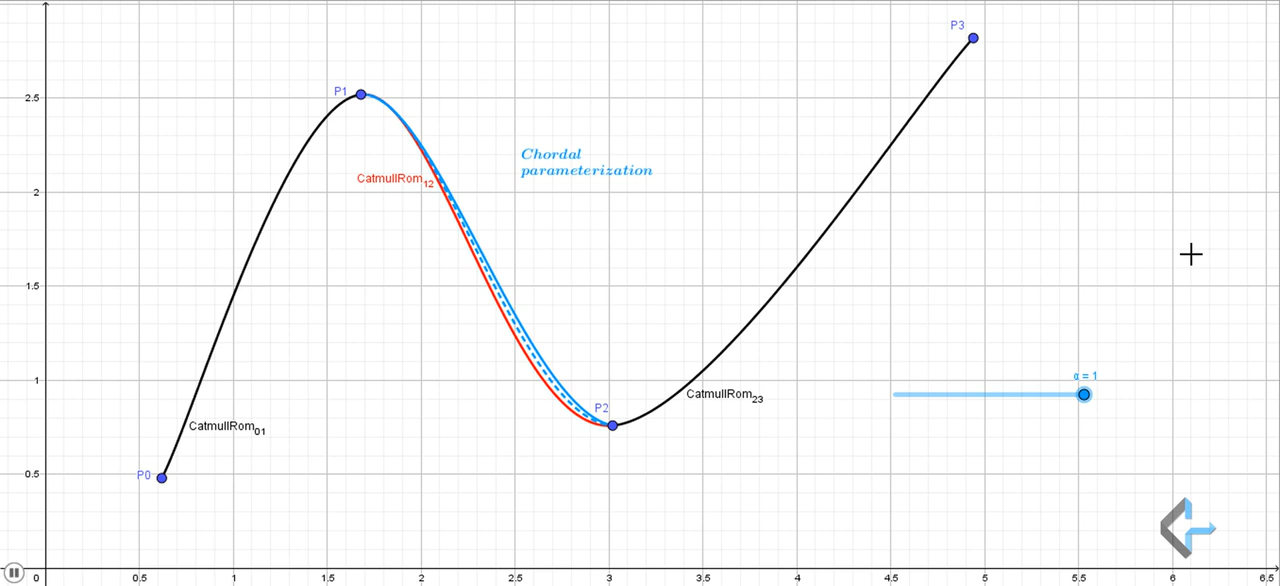 P3
2.5
P1
Chordal
parameterization
CatmullRom12
2
1.5
α = 1
1
CatmullRom23
P2
CatmullRom01
0.5
P0
0 0.5 1 1.5 2 2.5 3 3.5 4 4.5 5 5.5 6 6.5